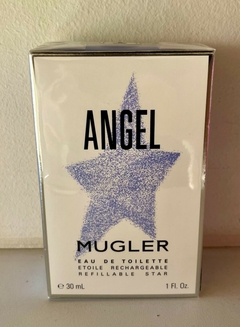 ANGEL
MUGLER
EAU DE TOILETTE
ETOILE RECHARGEABLE
REFILLABLE STAR
℮ 30 mL 1 Fl. Oz.